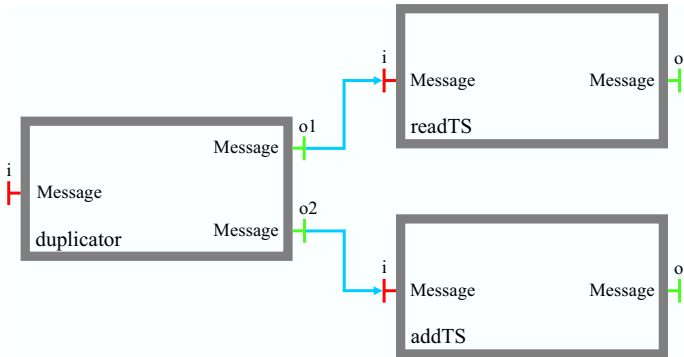 i
o
Message
Message
readTS
o1
Message
i
Message
o2
Message
duplicator
i
o
Message
Message
addTS